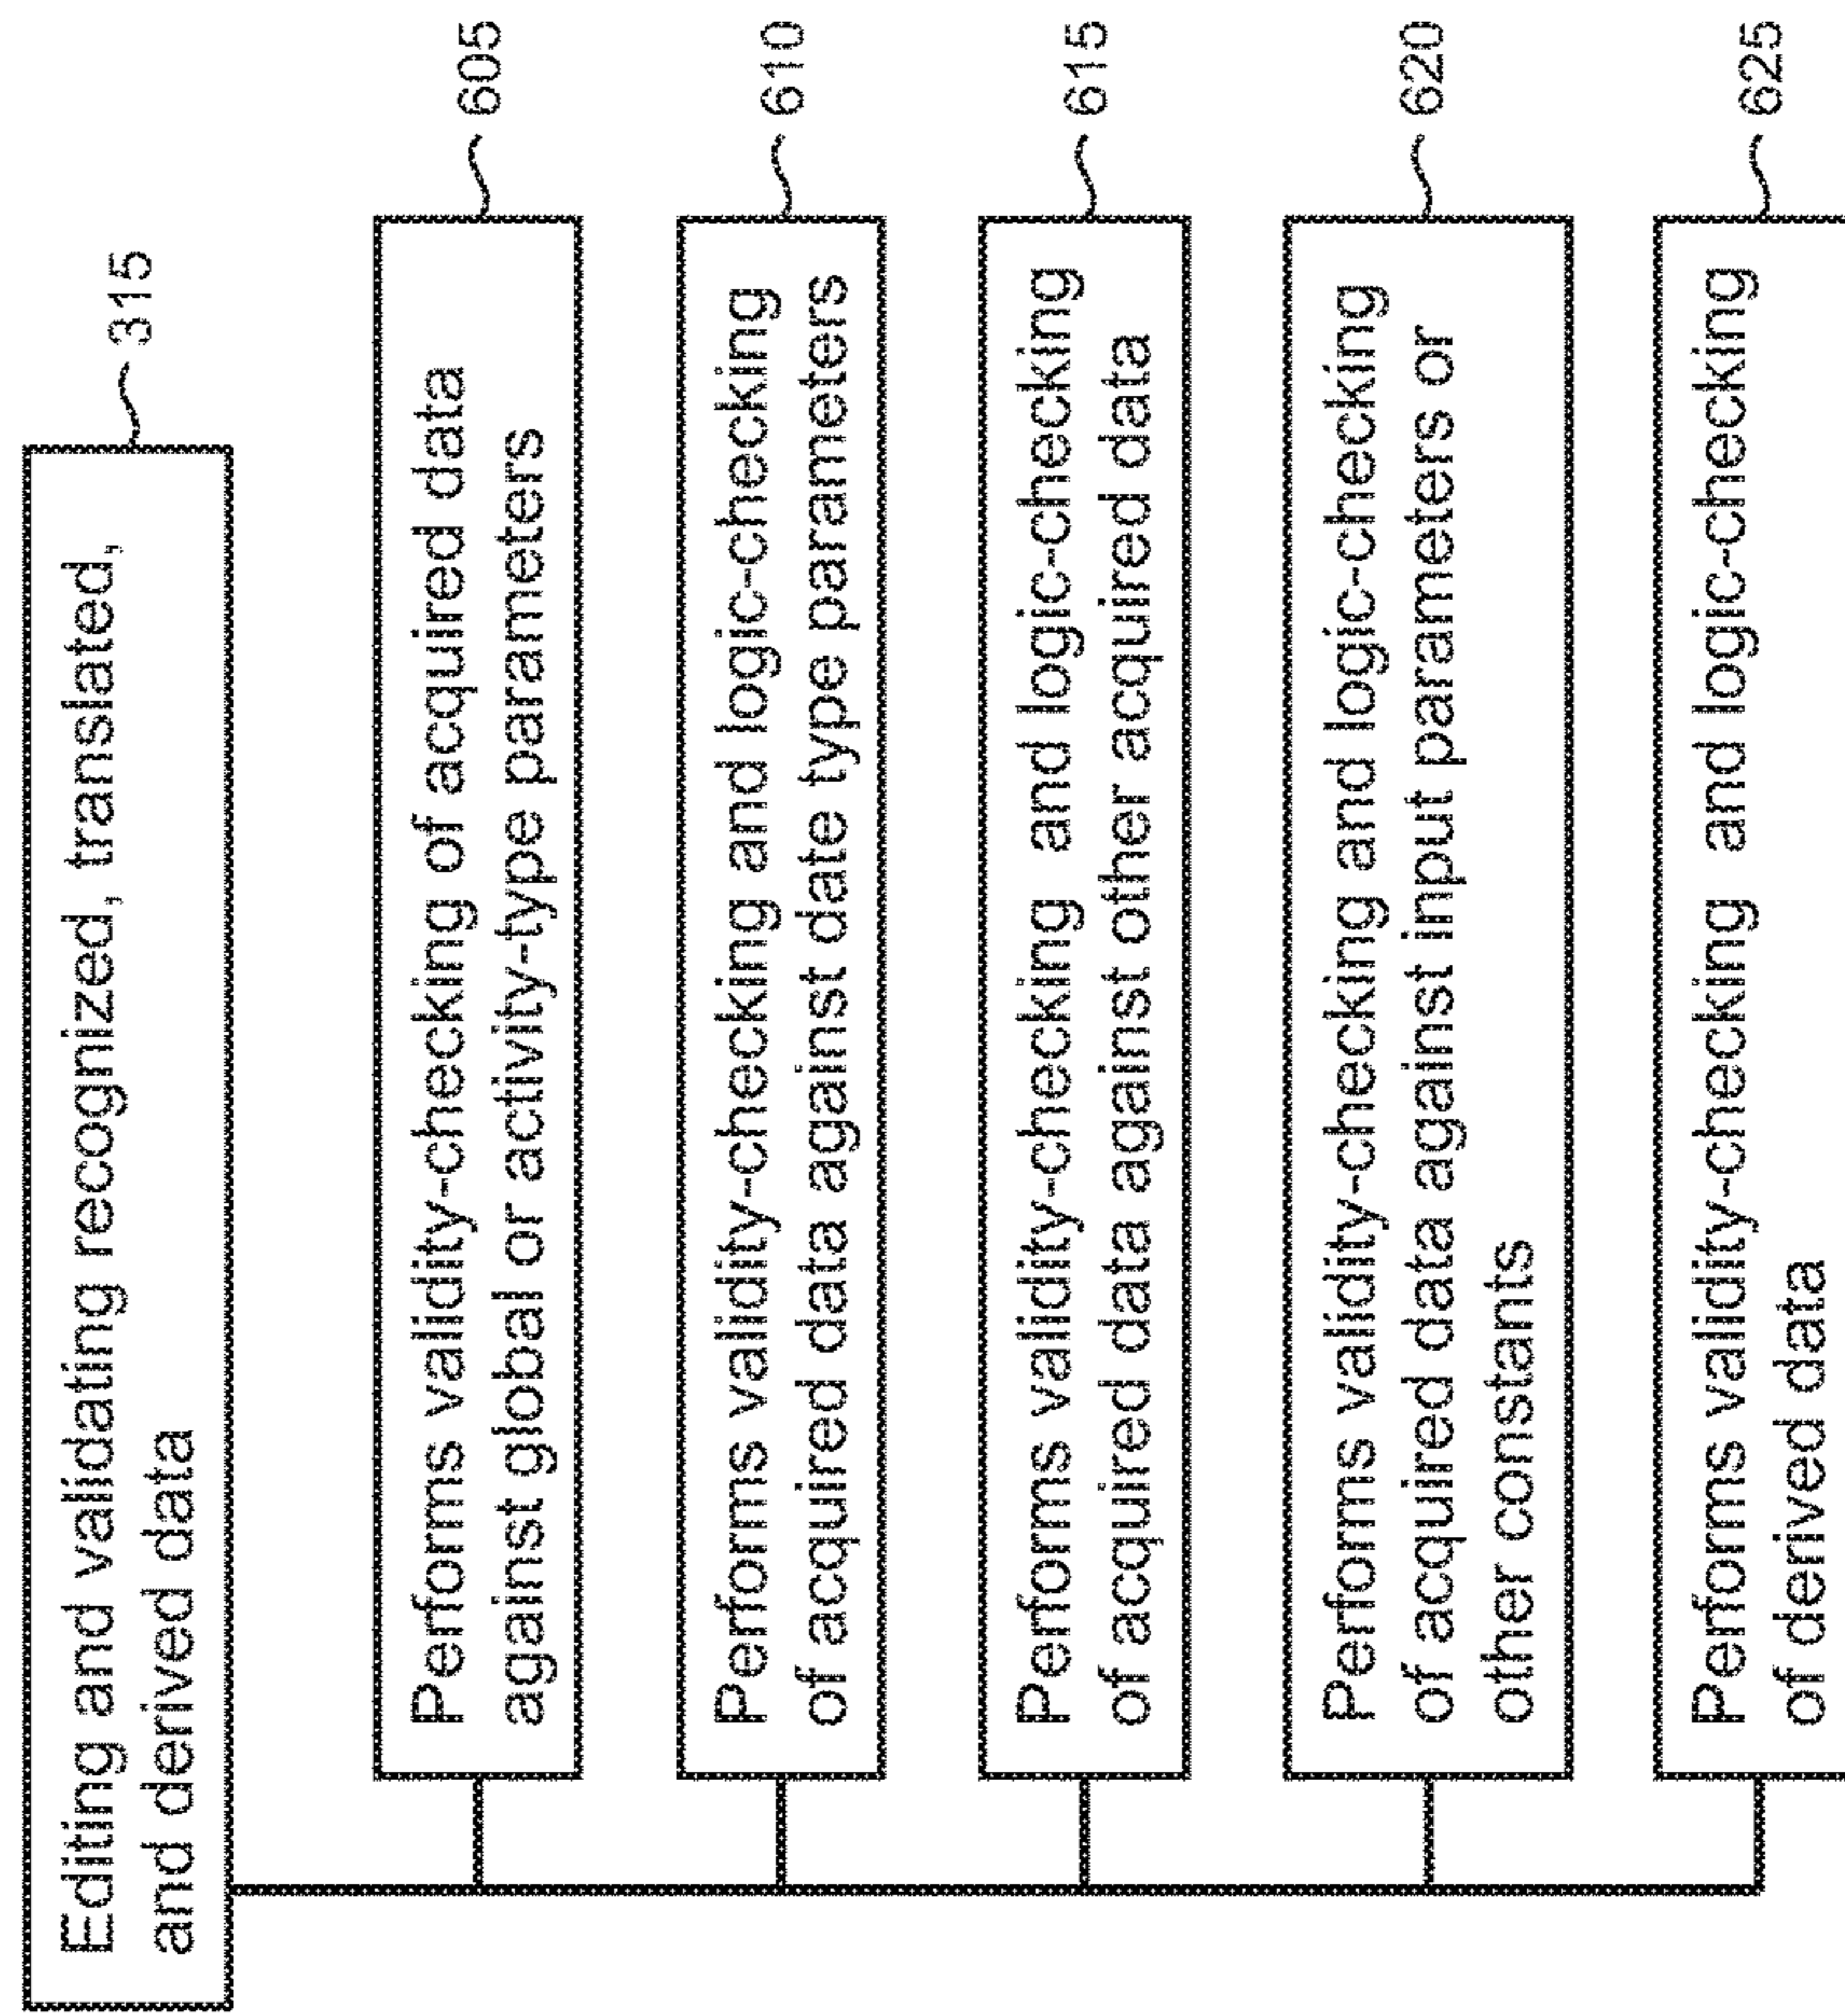 Editing and validating recognized, translated,
and derived data
315
Performs validity-checking of acquired data
against global or activity-type parameters
605
Performs validity-checking and logic-checking
of acquired data against date type parameters
610
Performs validity-checking and logic-checking
of acquired data against other acquired data
615
Performs validity-checking and logic-checking
of acquired data against input parameters or
other constants
620
Performs validity-checking and logic-checking
of derived data
625